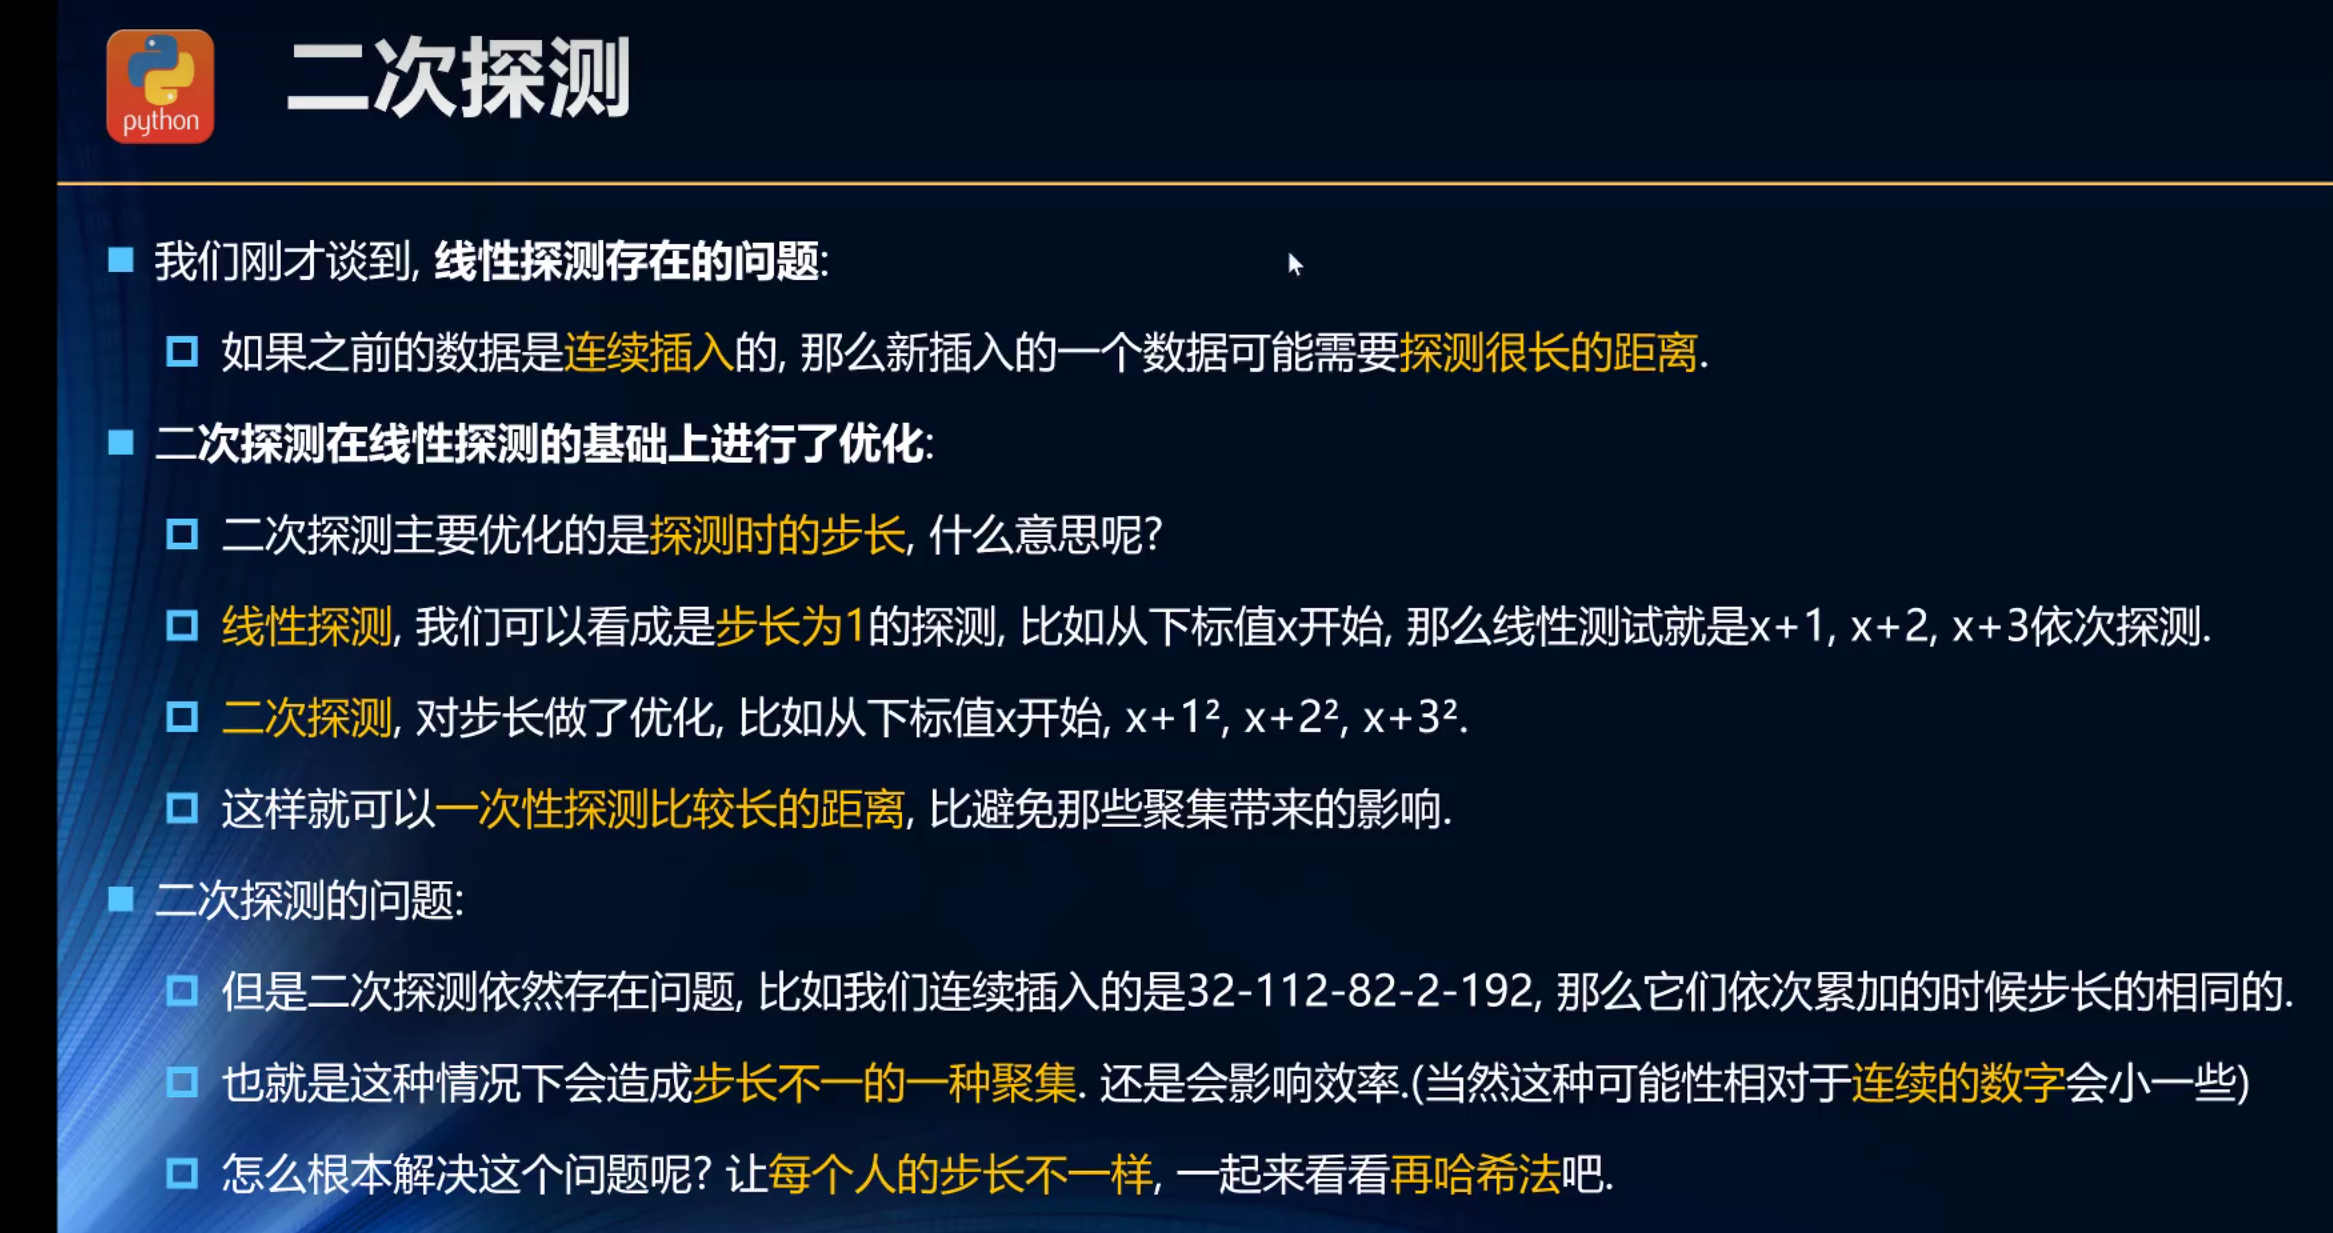 python
二次探测
我们刚才谈到, 线性探测存在的问题:
如果之前的数据是连续插入的, 那么新插入的一个数据可能需要探测很长的距离.
二次探测在线性探测的基础上进行了优化:
二次探测主要优化的是探测时的步长, 什么意思呢?
线性探测, 我们可以看成是步长为1的探测, 比如从下标值x开始, 那么线性测试就是x+1, x+2, x+3依次探测.
二次探测, 对步长做了优化, 比如从下标值x开始, x+1², x+2², x+3².
这样就可以一次性探测比较长的距离, 比避免那些聚集带来的影响.
二次探测的问题:
但是二次探测依然存在问题, 比如我们连续插入的是32-112-82-2-192, 那么它们依次累加的时候步长的相同的.
也就是这种情况下会造成步长不一的一种聚集. 还是会影响效率.(当然这种可能性相对于连续的数字会小一些)
怎么根本解决这个问题呢? 让每个人的步长不一样, 一起来看看再哈希法吧.